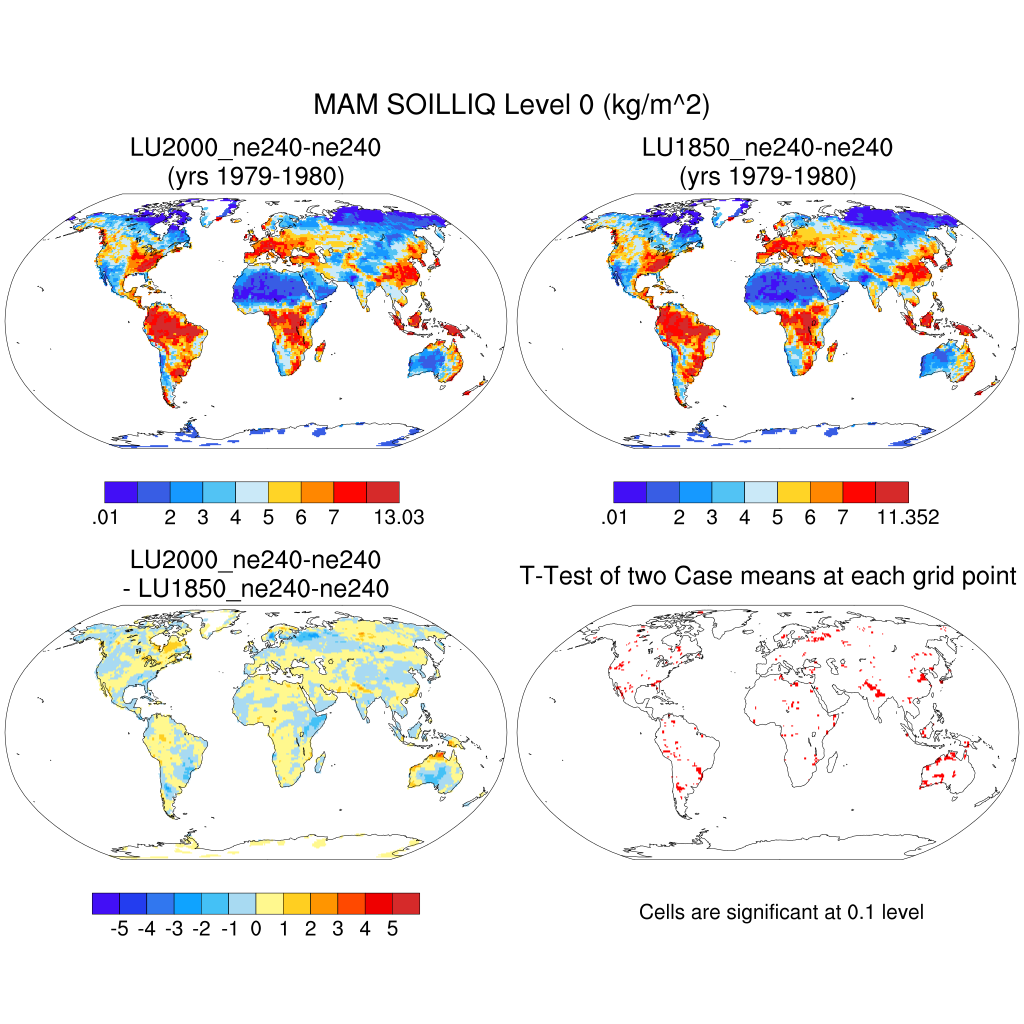 MAM SOILLIQ Level 0 (kg/m^2)
LU2000_ne240-ne240
(yrs 1979-1980)
LU1850_ne240-ne240
(yrs 1979-1980)
.01 2 3 4 5 6 7 13.03
.01 2 3 4 5 6 7 11.352
LU2000_ne240-ne240
- LU1850_ne240-ne240
T-Test of two Case means at each grid point
-5 -4 -3 -2 -1 0 1 2 3 4 5
Cells are significant at 0.1 level